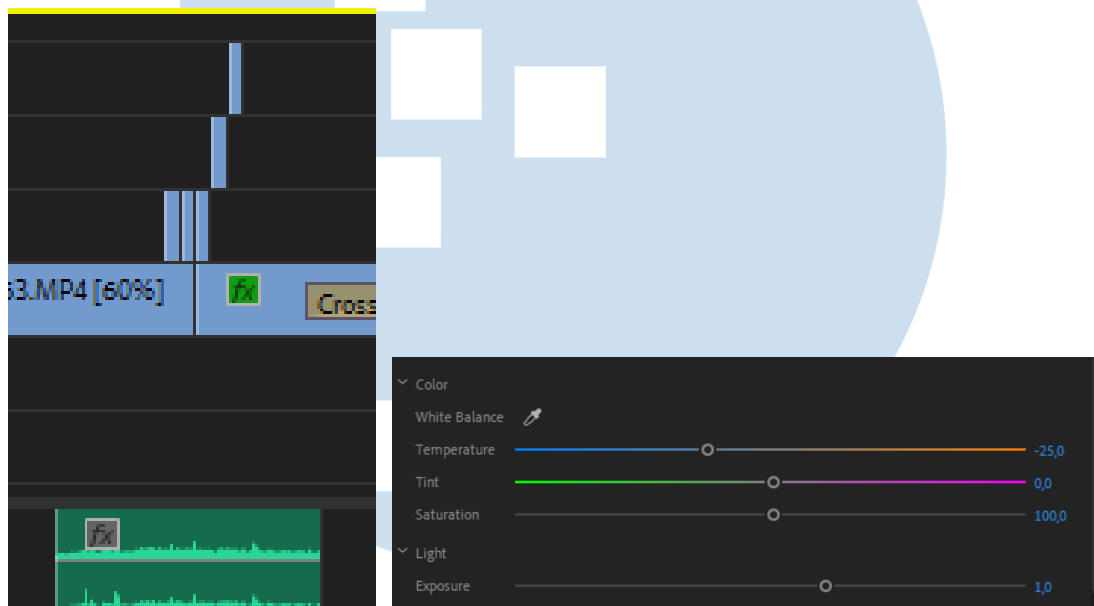 63.MP4 [60%]
fx
Cross
fx
Color
White Balance
Temperature -25,0
Tint 0,0
Saturation 100,0
Light
Exposure 1,0